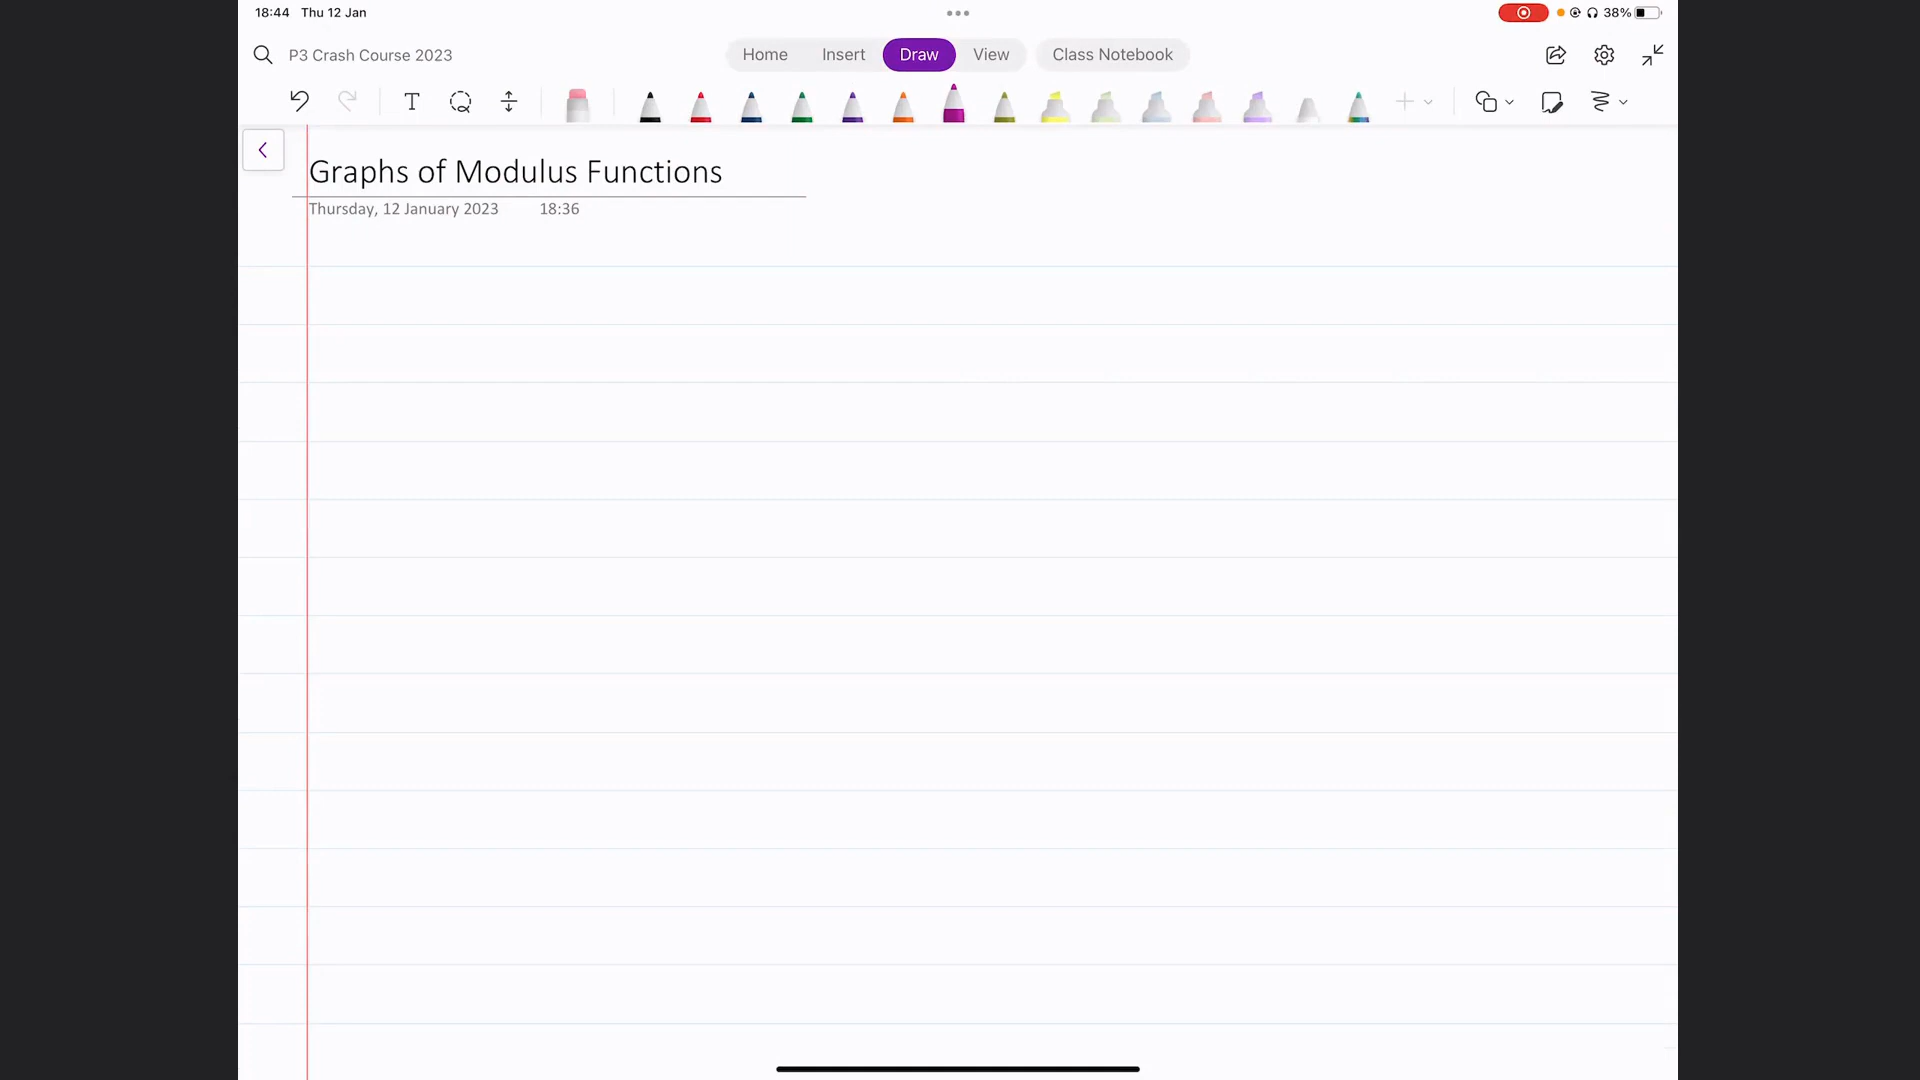 18:44 Thu 12 Jan
38%
P3 Crash Course 2023
Home Insert Draw View Class Notebook
T
Graphs of Modulus Functions
Thursday, 12 January 2023 18:36